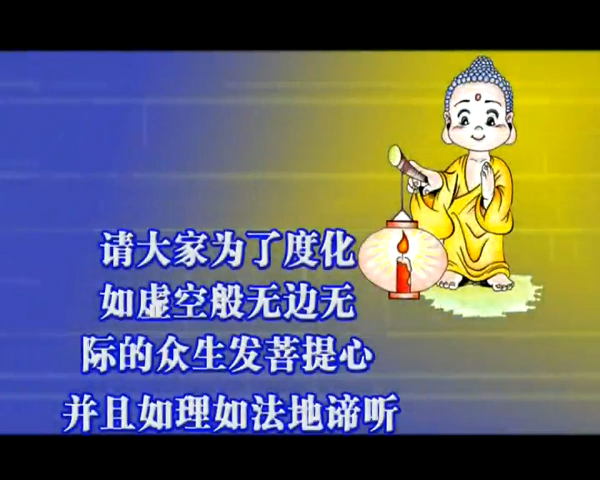 请大家为了度化
如虚空般无边无
际的众生发菩提心
并且如理如法地谛听